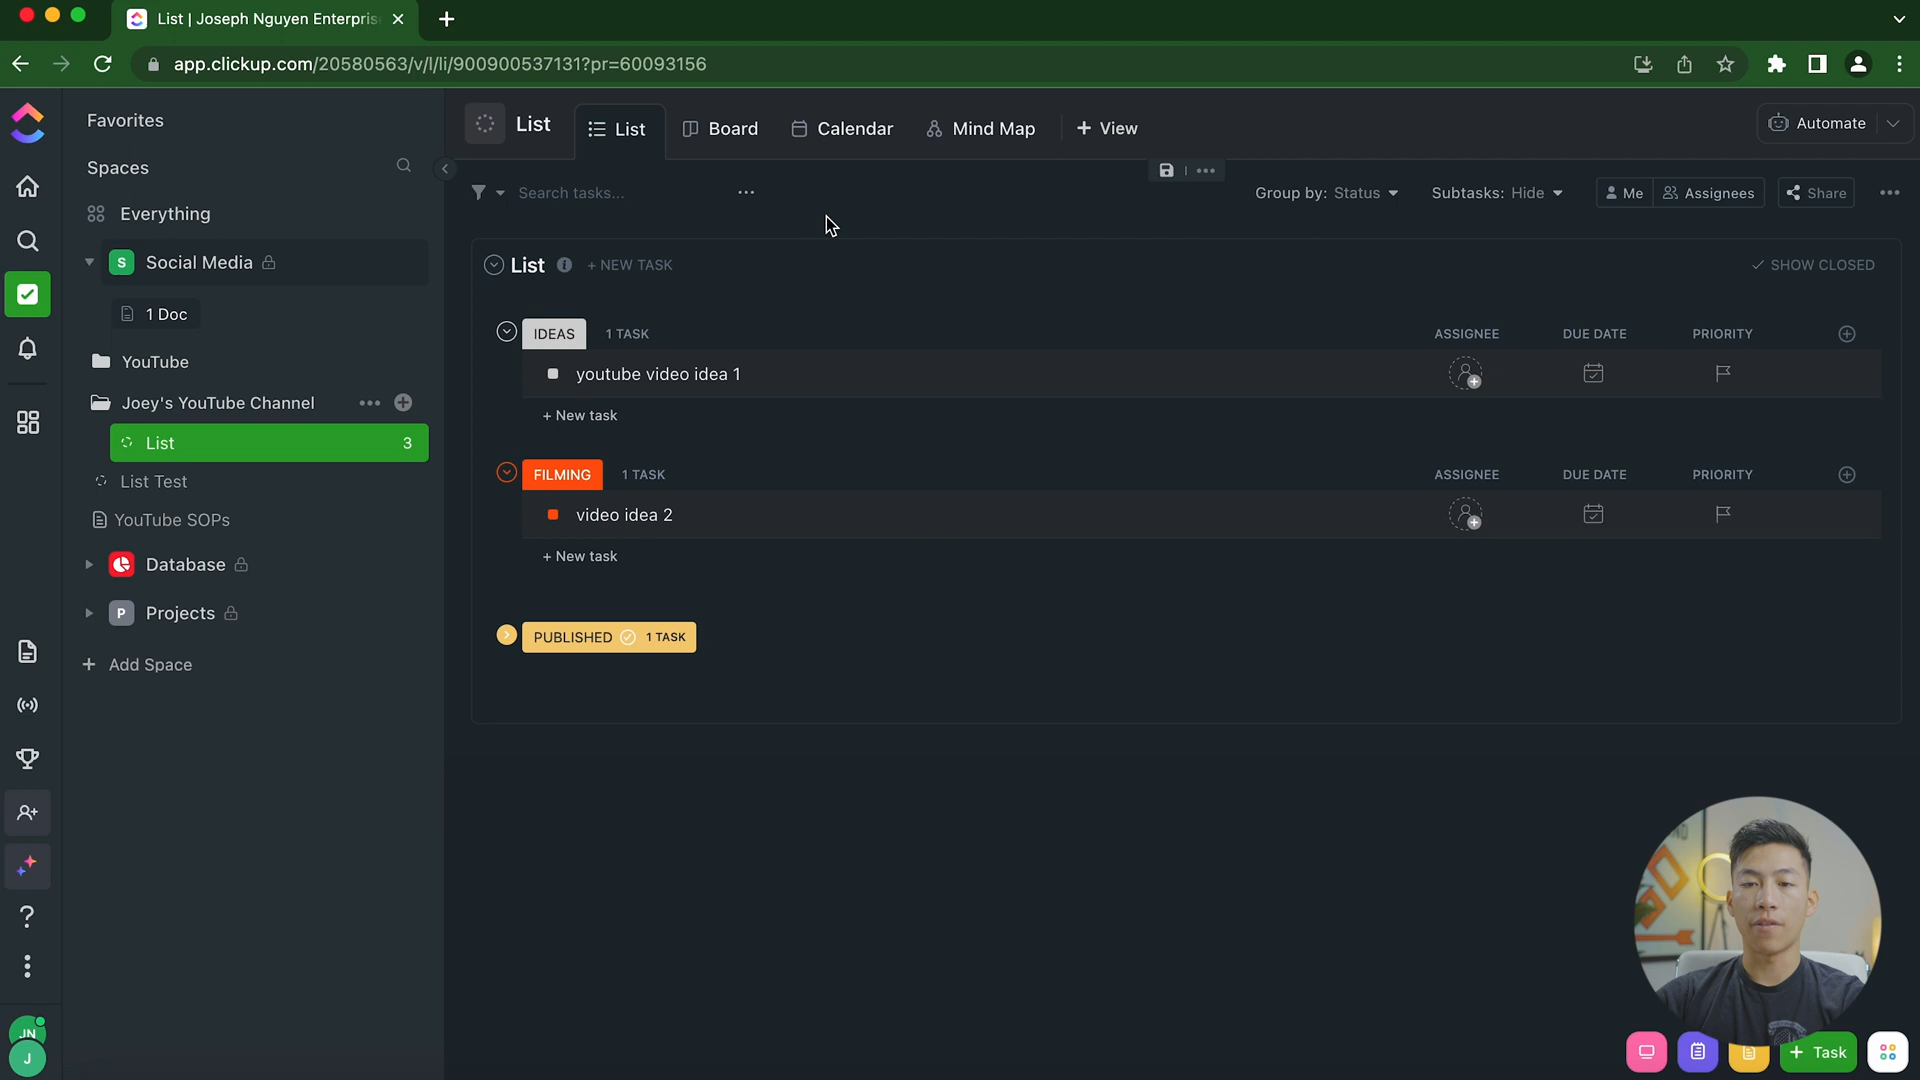 List | Joseph Nguyen Enterpris
app.clickup.com/20580563/v/l/li/900900537131?pr=60093156
Favorites
Spaces
Everything
S Social Media
1 Doc
YouTube
Joey's YouTube Channel
List 3
List Test
YouTube SOPs
Database
P Projects
+ Add Space
JN
J
List
List
Board
Calendar
Mind Map
+ View
Automate
Search tasks...
Group by: Status
Subtasks: Hide
Me
Assignees
Share
List + NEW TASK
SHOW CLOSED
IDEAS 1 TASK ASSIGNEE DUE DATE PRIORITY
youtube video idea 1
+ New task
FILMING 1 TASK ASSIGNEE DUE DATE PRIORITY
video idea 2
+ New task
PUBLISHED 1 TASK
+ Task